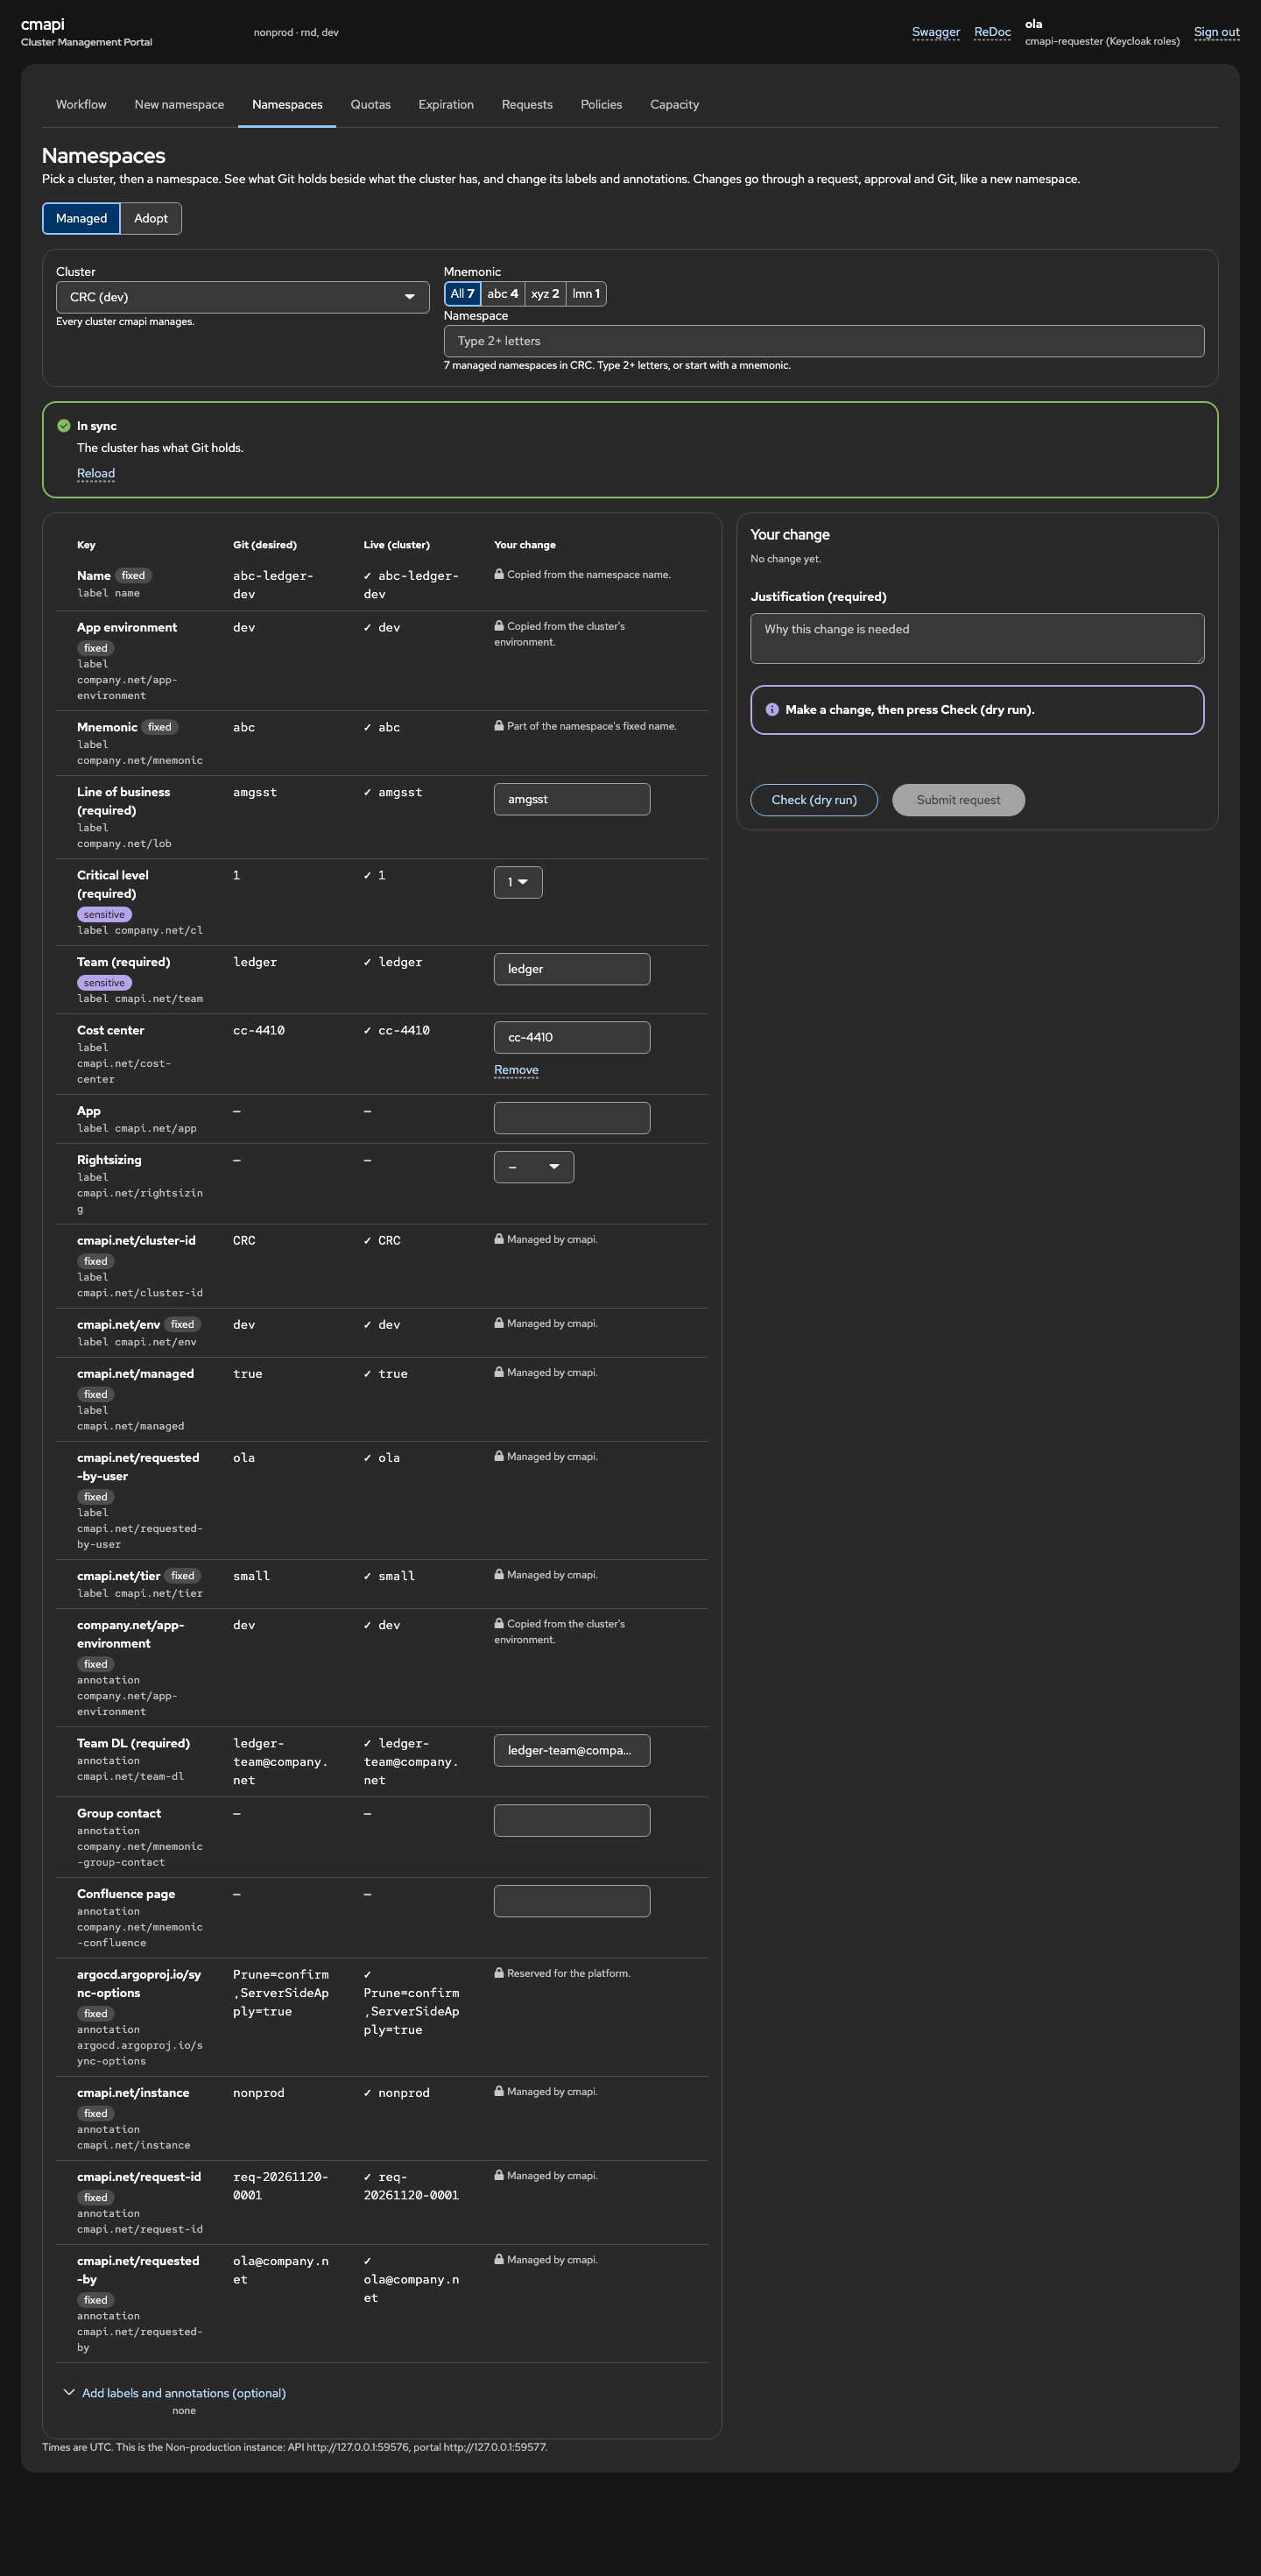 cmapi
Cluster Management Portal
nonprod · rnd, dev
Swagger
ReDoc
ola
cmapi-requester (Keycloak roles)
Sign out
Workflow
New namespace
Namespaces
Quotas
Expiration
Requests
Policies
Capacity
Namespaces
Pick a cluster, then a namespace. See what Git holds beside what the cluster has, and change its labels and annotations. Changes go through a request, approval and Git, like a new namespace.
Managed
Adopt
Cluster
CRC (dev)
Every cluster cmapi manages.
Mnemonic
All 7
abc 4
xyz 2
lmn 1
Namespace
Type 2+ letters
7 managed namespaces in CRC. Type 2+ letters, or start with a mnemonic.
In sync
The cluster has what Git holds.
Reload
Key
Git (desired)
Live (cluster)
Your change
Name fixed
label name
abc-ledger-
dev
✓ abc-ledger-
dev
Copied from the namespace name.
App environment
fixed
label
company.net/app-
environment
dev
✓ dev
Copied from the cluster's
environment.
Mnemonic fixed
label
company.net/mnemonic
abc
✓ abc
Part of the namespace's fixed name.
Line of business
(required)
label
company.net/lob
amgsst
✓ amgsst
amgsst
Critical level
(required)
sensitive
label company.net/cl
1
✓ 1
1
Team (required)
sensitive
label cmapi.net/team
ledger
✓ ledger
ledger
Cost center
label
cmapi.net/cost-
center
cc-4410
✓ cc-4410
cc-4410
Remove
App
label cmapi.net/app
—
—
Rightsizing
label
cmapi.net/rightsizin
g
—
—
—
cmapi.net/cluster-id
fixed
label
cmapi.net/cluster-id
CRC
✓ CRC
Managed by cmapi.
cmapi.net/env fixed
label cmapi.net/env
dev
✓ dev
Managed by cmapi.
cmapi.net/managed
fixed
label
cmapi.net/managed
true
✓ true
Managed by cmapi.
cmapi.net/requested
-by-user
fixed
label
cmapi.net/requested-
by-user
ola
✓ ola
Managed by cmapi.
cmapi.net/tier fixed
label cmapi.net/tier
small
✓ small
Managed by cmapi.
company.net/app-
environment
fixed
annotation
company.net/app-
environment
dev
✓ dev
Copied from the cluster's
environment.
Team DL (required)
annotation
cmapi.net/team-dl
ledger-
team@company.
net
✓ ledger-
team@company.
net
ledger-team@compa...
Group contact
annotation
company.net/mnemonic
-group-contact
—
—
Confluence page
annotation
company.net/mnemonic
-confluence
—
—
argocd.argoproj.io/sy
nc-options
fixed
annotation
argocd.argoproj.io/s
ync-options
Prune=confirm
,ServerSideAp
ply=true
✓
Prune=confirm
,ServerSideAp
ply=true
Reserved for the platform.
cmapi.net/instance
fixed
annotation
cmapi.net/instance
nonprod
✓ nonprod
Managed by cmapi.
cmapi.net/request-id
fixed
annotation
cmapi.net/request-id
req-20261120-
0001
✓ req-
20261120-0001
Managed by cmapi.
cmapi.net/requested
-by
fixed
annotation
cmapi.net/requested-
by
ola@company.n
et
✓
ola@company.n
et
Managed by cmapi.
Add labels and annotations (optional)
none
Your change
No change yet.
Justification (required)
Why this change is needed
Make a change, then press Check (dry run).
Check (dry run)
Submit request
Times are UTC. This is the Non-production instance: API http://127.0.0.1:59576, portal http://127.0.0.1:59577.